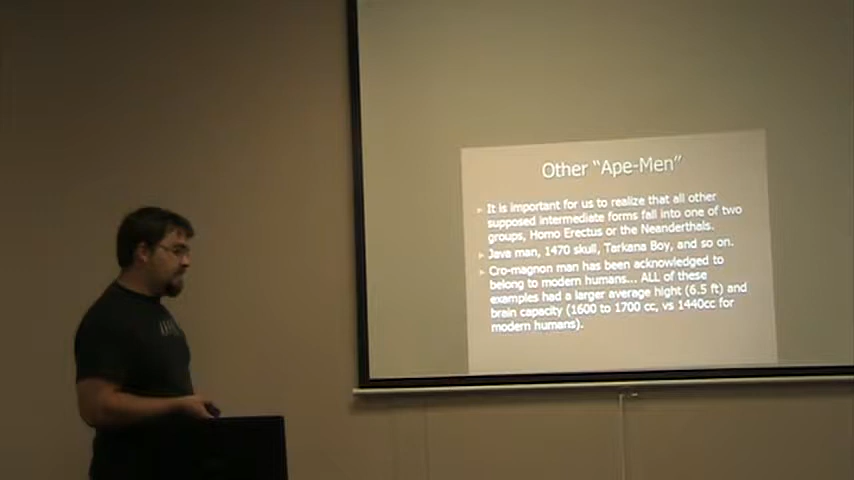 Other "Ape-Men"
It is important for us to realize that all other
supposed intermediate forms fall into one of two
groups, Homo Erectus or the Neanderthals.
Java man, 1470 skull, Tarkana Boy, and so on.
Cro-magnon man has been acknowledged to
belong to modern humans... ALL of these
examples had a larger average hight (6.5 ft) and
brain capacity (1600 to 1700 cc, vs 1440cc for
modern humans).